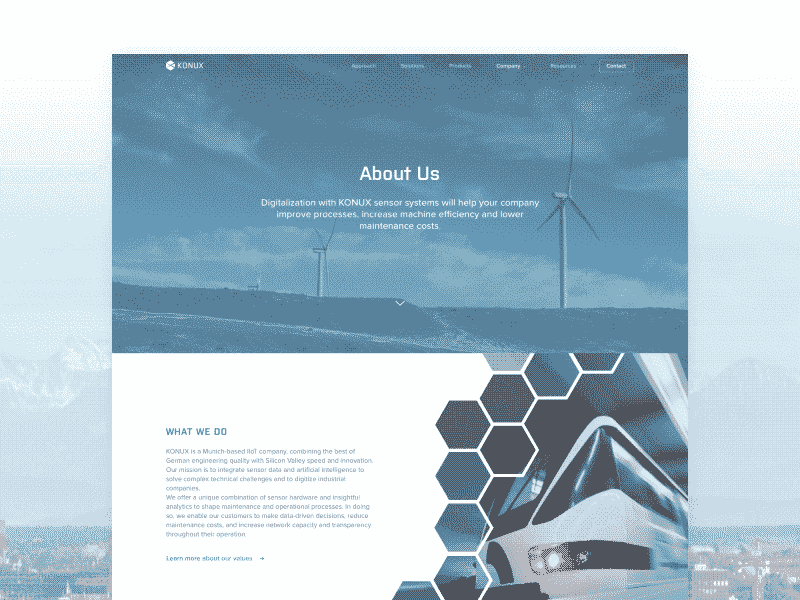 KONUX
Approach Solutions Products Company Resources Contact
About Us
Digitalization with KONUX sensor systems will help your company
improve processes, increase machine efficiency and lower
maintenance costs.
WHAT WE DO
KONUX is a Munich-based IIoT company, combining the best of
German engineering quality with Silicon Valley speed and innovation.
Our mission is to integrate sensor data and artificial intelligence to
solve complex technical challenges and to digitize industrial
companies.
We offer a unique combination of sensor hardware and insightful
analytics to shape maintenance and operational processes. In doing
so, we enable our customers to make data-driven decisions, reduce
maintenance costs, and increase network capacity and transparency
throughout their operation.
Learn more about our values →